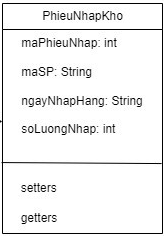 PhieuNhapKho
maPhieuNhap: int
maSP: String
ngayNhapHang: String
soLuongNhap: int
setters
getters